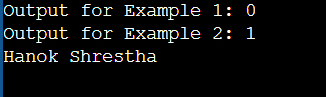 Output for Example 1: 0
Output for Example 2: 1
Hanok Shrestha